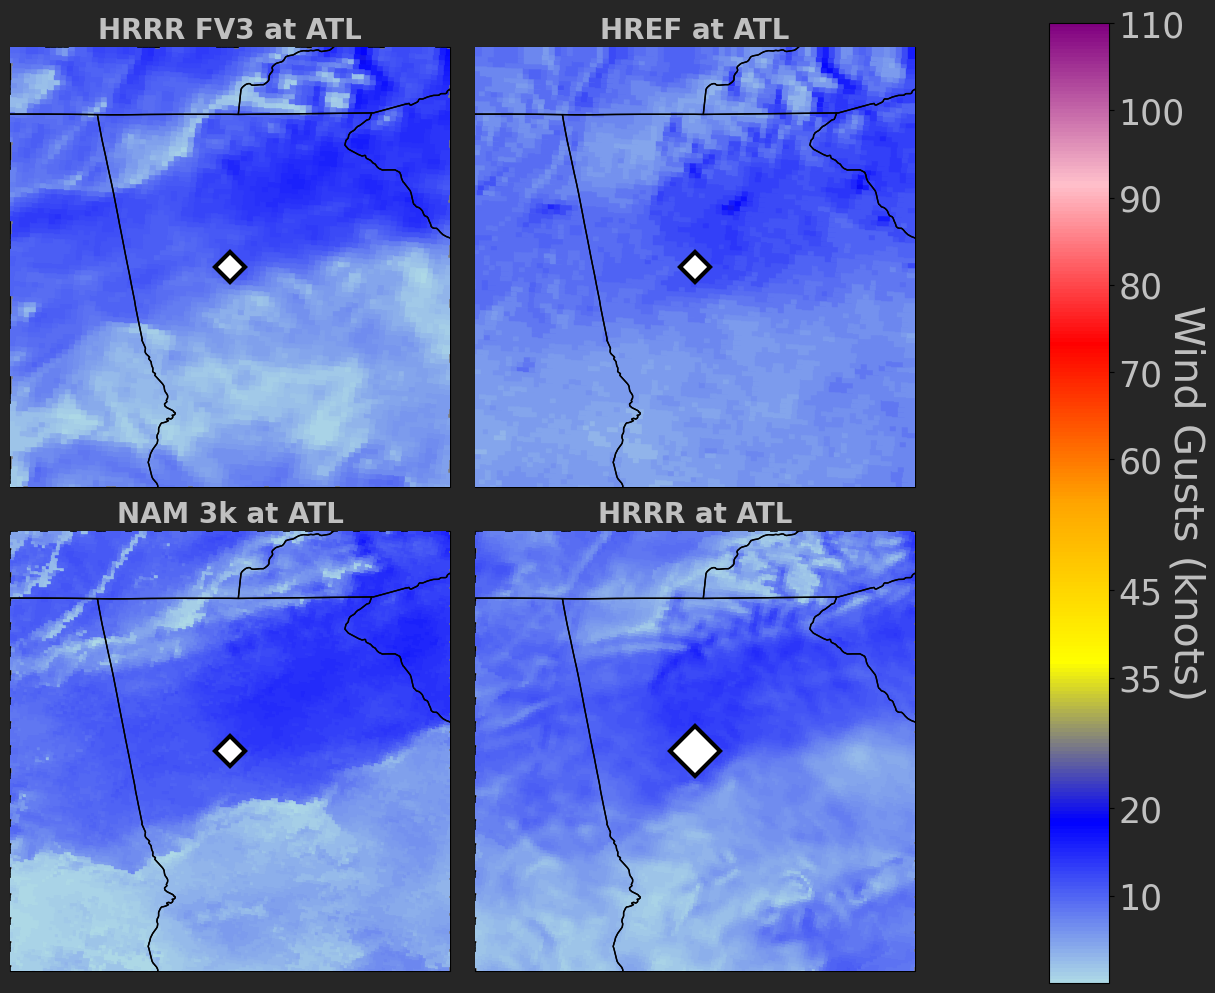 HRRR FV3 at ATL
HREF at ATL
NAM 3k at ATL
HRRR at ATL
110
100
90
80
70
60
45
35
20
10
Wind Gusts (knots)